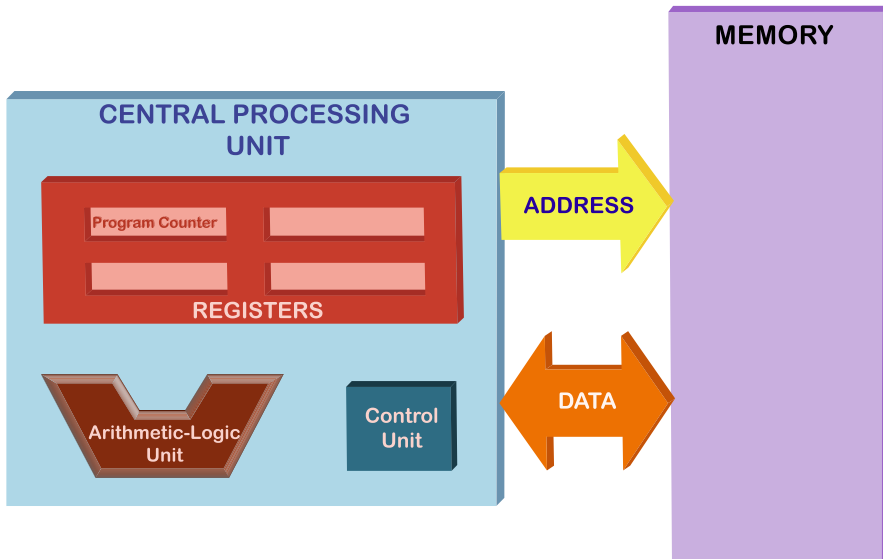 MEMORY
CENTRAL PROCESSING
UNIT
Program Counter
REGISTERS
ADDRESS
DATA
Arithmetic-Logic
Unit
Control
Unit